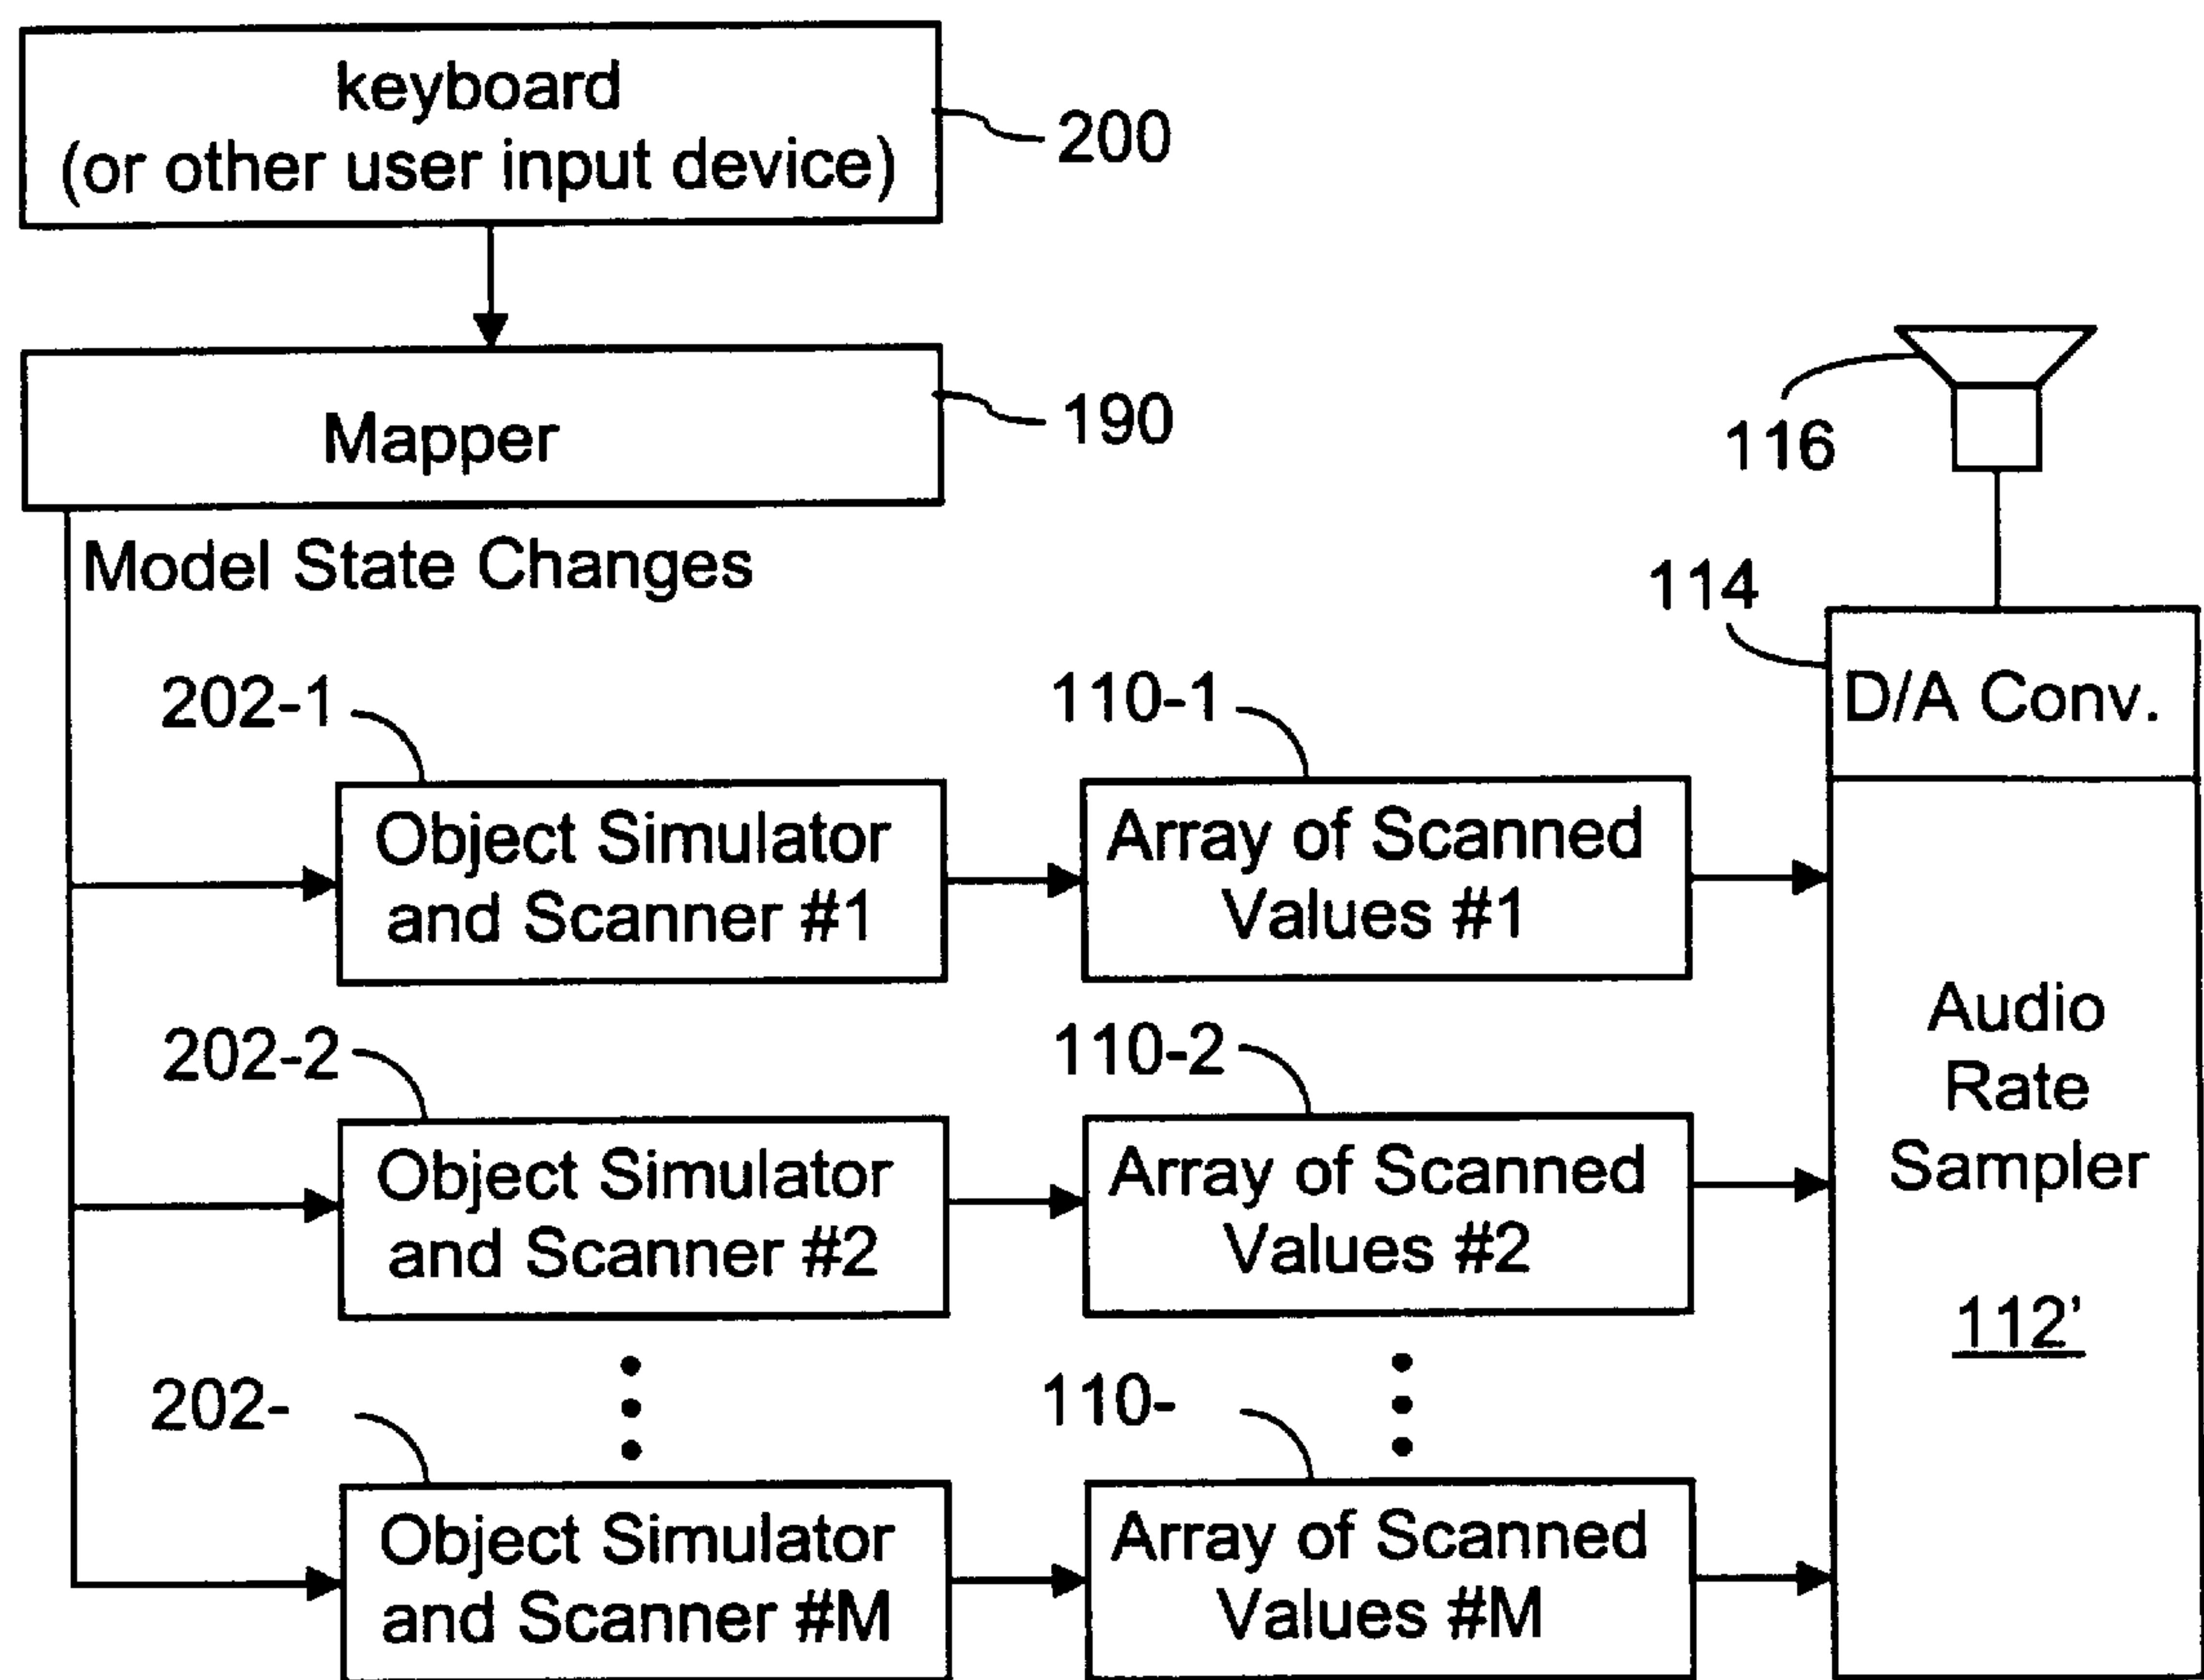 keyboard
(or other user input device)
200
Mapper
190
116
Model State Changes
114
D/A Conv.
202-1
110-1
Object Simulator
and Scanner #1
Array of Scanned
Values #1
Audio
Rate
Sampler
112'
202-2
110-2
Object Simulator
and Scanner #2
Array of Scanned
Values #2
202-
110-
Object Simulator
and Scanner #M
Array of Scanned
Values #M